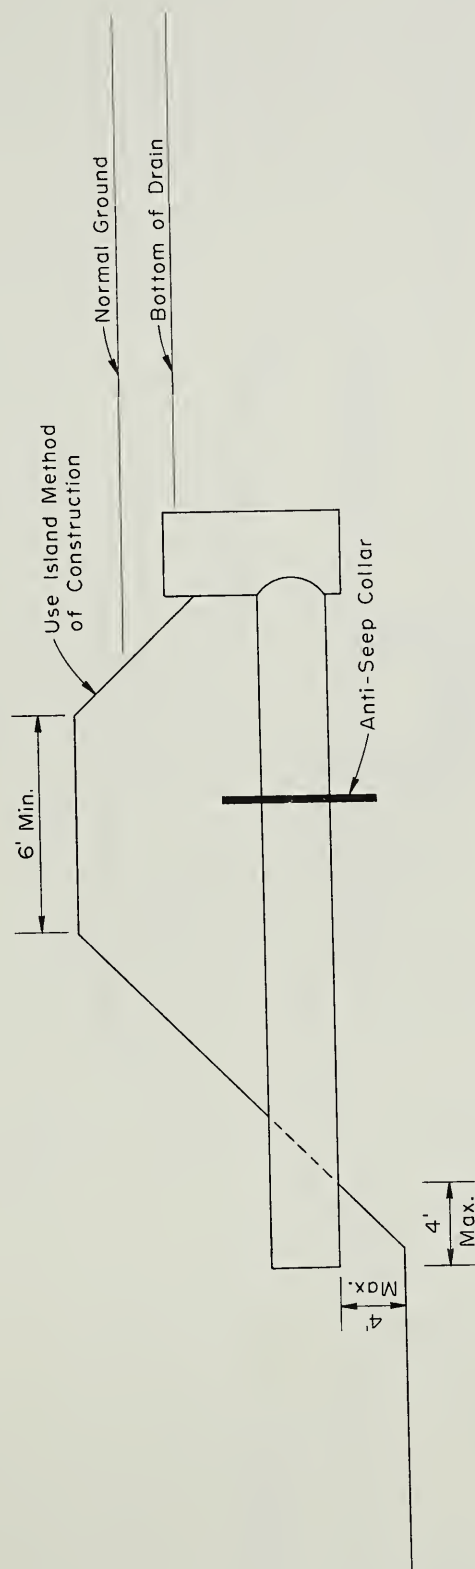 Use Island Method
of Construction
6' Min.
Normal Ground
Bottom of Drain
Anti-Seep Collar
4'
Max.
4'
Max.